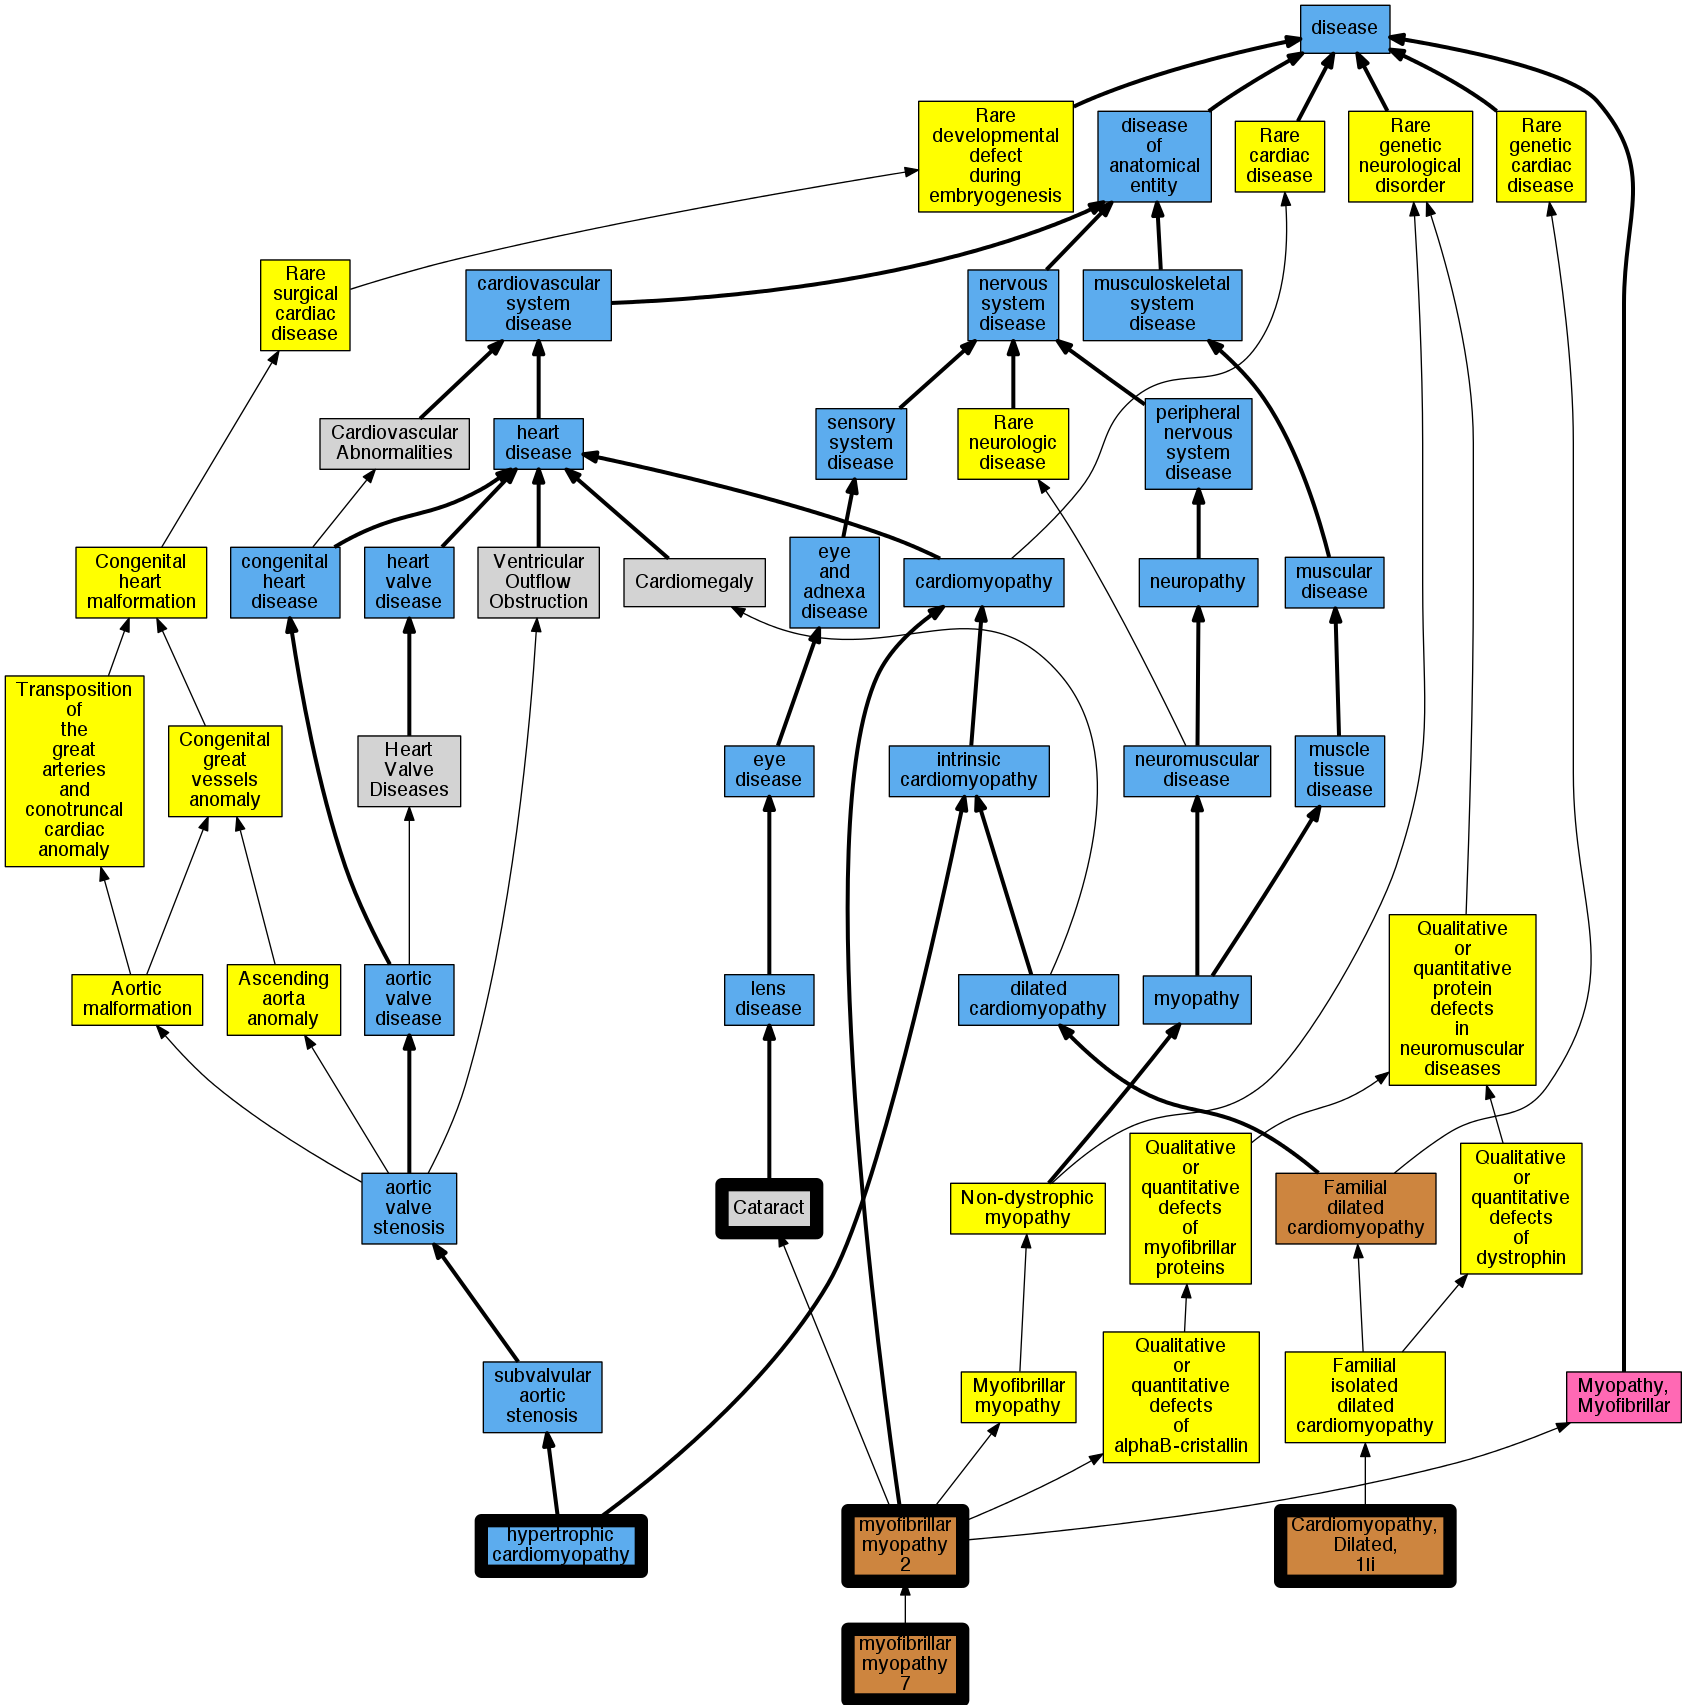 disease
Rare
developmental
defect
during
embryogenesis
disease
of
anatomical
entity
Rare
cardiac
disease
Rare
genetic
neurological
disorder
Rare
genetic
cardiac
disease
Rare
surgical
cardiac
disease
cardiovascular
system
disease
nervous
system
disease
musculoskeletal
system
disease
Cardiovascular
Abnormalities
heart
disease
sensory
system
disease
Rare
neurologic
disease
peripheral
nervous
system
disease
Congenital
heart
malformation
congenital
heart
disease
heart
valve
disease
Ventricular
Outflow
Obstruction
Cardiomegaly
eye
and
adnexa
disease
cardiomyopathy
neuropathy
muscular
disease
Transposition
of
the
great
arteries
and
conotruncal
cardiac
anomaly
Congenital
great
vessels
anomaly
Heart
Valve
Diseases
eye
disease
intrinsic
cardiomyopathy
neuromuscular
disease
muscle
tissue
disease
Aortic
malformation
Ascending
aorta
anomaly
aortic
valve
disease
lens
disease
dilated
cardiomyopathy
myopathy
Qualitative
or
quantitative
protein
defects
in
neuromuscular
diseases
aortic
valve
stenosis
Cataract
Non-dystrophic
myopathy
Qualitative
or
quantitative
defects
of
myofibrillar
proteins
Familial
dilated
cardiomyopathy
Qualitative
or
quantitative
defects
of
dystrophin
subvalvular
aortic
stenosis
Myofibrillar
myopathy
Qualitative
or
quantitative
defects
of
alphaB-cristallin
Familial
isolated
dilated
cardiomyopathy
Myopathy,
Myofibrillar
hypertrophic
cardiomyopathy
myofibrillar
myopathy
2
Cardiomyopathy,
Dilated,
1Ii
myofibrillar
myopathy
7